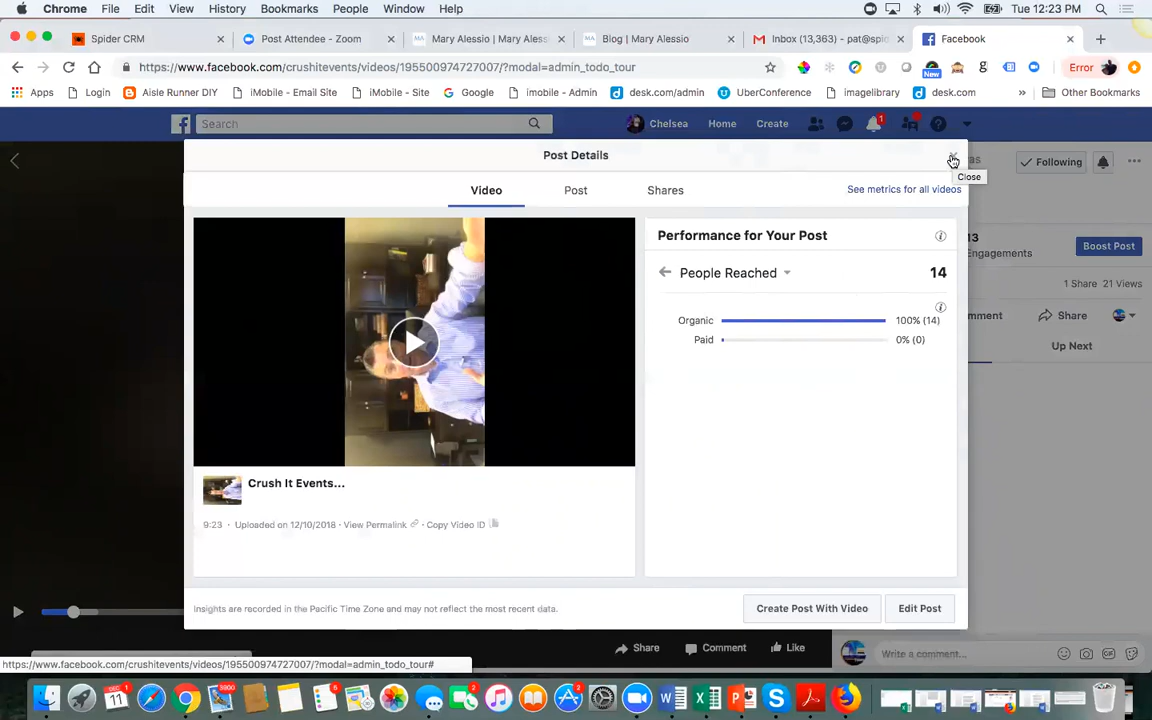 Chrome File Edit View History Bookmarks People Window Help Tue 12:23 PM
Spider CRM Post Attendee - Zoom Mary Alessio | Mary Aless Blog | Mary Alessio Inbox (13,363) - pat@spi Facebook
https://www.facebook.com/crushitevents/videos/195500974727007/?modal=admin_todo_tour New Error
Apps Login Aisle Runner DIY iMobile - Email Site iMobile - Site Google imobile - Admin desk.com/admin UberConference imagelibrary desk.com » Other Bookmarks
Search Chelsea Home Create 1
Post Details
Following
Close
Video Post Shares See metrics for all videos
Performance for Your Post
13
Engagements
Boost Post
People Reached 14
1 Share 21 Views
Organic 100% (14)
Paid 0% (0)
mment Share
Up Next
Crush It Events...
9:23 · Uploaded on 12/10/2018 · View Permalink · Copy Video ID
Insights are recorded in the Pacific Time Zone and may not reflect the most recent data.
Create Post With Video Edit Post
Share Comment Like
Write a comment...
https://www.facebook.com/crushitevents/videos/195500974727007/?modal=admin_todo_tour#